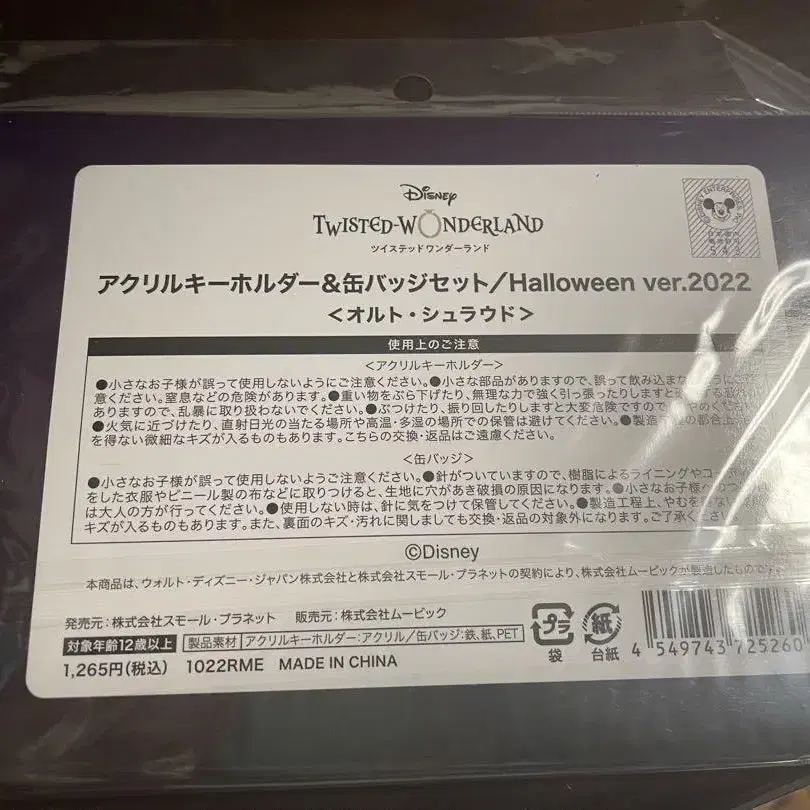 Disney
TWISTED-WONDERLAND
ツイステッドワンダーランド
アクリルキーホルダー&缶バッジセット/Halloween ver.2022
<オルト・シュラウド>
使用上のご注意
<アクリルキーホルダー>
●小さなお子様が誤って使用しないようにご注意ください。●小さな部品がありますので、誤って飲み込まな
意ください。窒息などの危険があります。●重い物をぶら下げたり、無理な力で強く引っ張ったりしますと
ありますので、乱暴に取り扱わないでください。●ぶつけたり、振り回したりしますと大変危険ですので
●火気に近づけたり、直射日光の当たる場所や高温・多湿の場所での保管は避けてください。●製造工程の都合上、
を得ない微細なキズが入るものもあります。こちらの交換・返品はご遠慮ください。
<缶バッジ>
●小さなお子様が誤って使用しないようご注意ください。●針がついていますので、樹脂によるライニングやコーティ
をした衣服やビニール製の布などに取りつけると、生地に穴があき破損の原因になります。●小さなお子様への
は大人の方が行ってください。●使用しない時は、針に気をつけて保管してください。●製造工程上、やむを
キズが入るものもあります。また、裏面のキズ・汚れに関しましても交換・返品の対象外になります。ご了承くださ
©Disney
本商品は、ウォルト・ディズニー・ジャパン株式会社と株式会社スモール・プラネットの契約により、株式会社ムービックが製造したもので
発売元:株式会社スモール・プラネット 販売元:株式会社ムービック
対象年齢12歳以上 製品素材 アクリルキーホルダー:アクリル/缶バッジ:鉄、紙、PET
1,265円(税込) 1022RME MADE IN CHINA
プラ
袋
紙
台紙
4 549743 725260